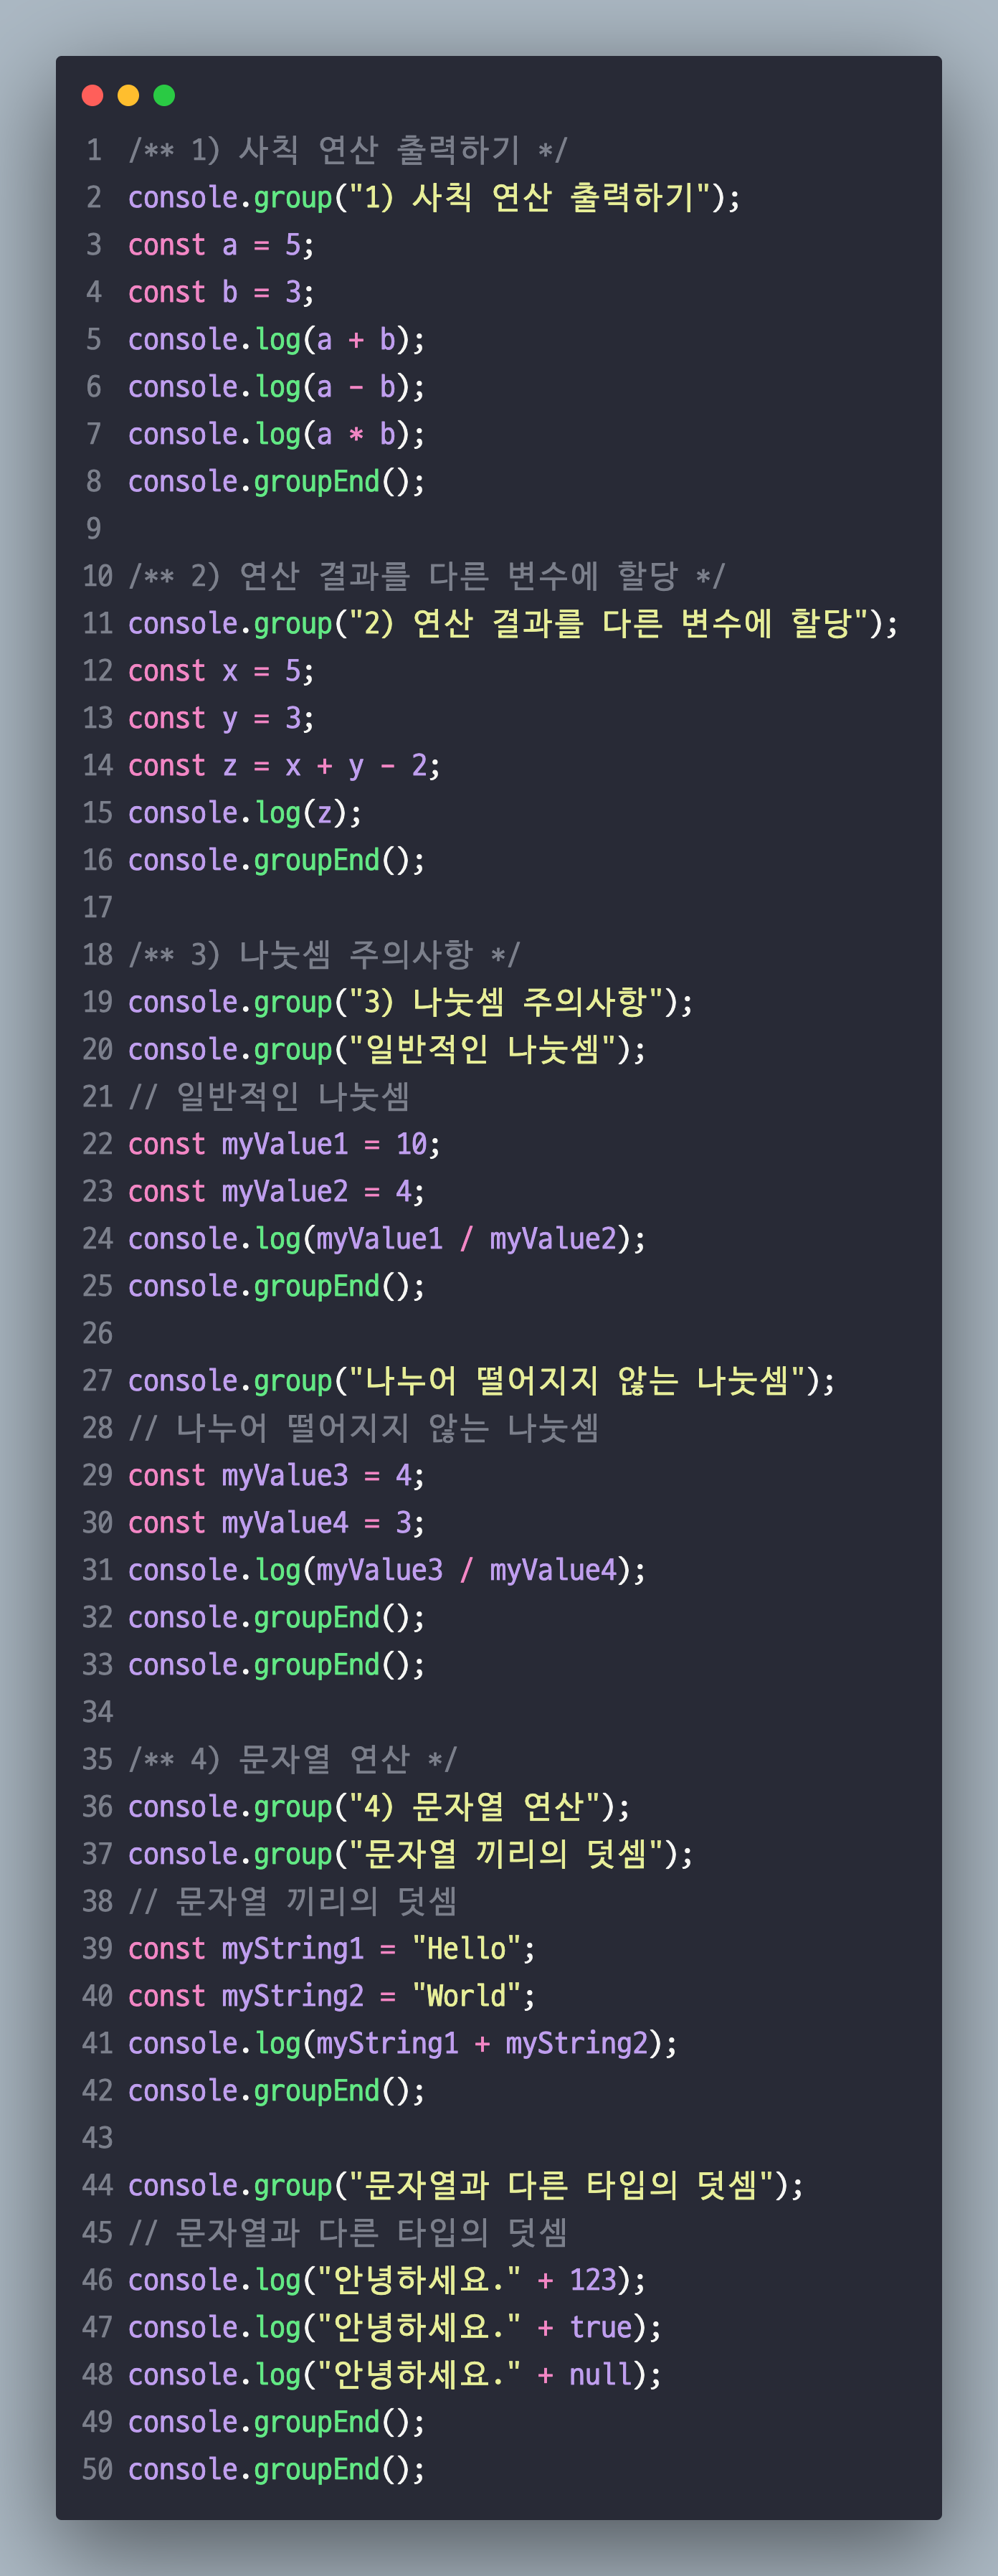 1 /** 1) 사칙 연산 출력하기 */
2 console.group("1) 사칙 연산 출력하기");
3 const a = 5;
4 const b = 3;
5 console.log(a + b);
6 console.log(a - b);
7 console.log(a * b);
8 console.groupEnd();
9
10 /** 2) 연산 결과를 다른 변수에 할당 */
11 console.group("2) 연산 결과를 다른 변수에 할당");
12 const x = 5;
13 const y = 3;
14 const z = x + y - 2;
15 console.log(z);
16 console.groupEnd();
17
18 /** 3) 나눗셈 주의사항 */
19 console.group("3) 나눗셈 주의사항");
20 console.group("일반적인 나눗셈");
21 // 일반적인 나눗셈
22 const myValue1 = 10;
23 const myValue2 = 4;
24 console.log(myValue1 / myValue2);
25 console.groupEnd();
26
27 console.group("나누어 떨어지지 않는 나눗셈");
28 // 나누어 떨어지지 않는 나눗셈
29 const myValue3 = 4;
30 const myValue4 = 3;
31 console.log(myValue3 / myValue4);
32 console.groupEnd();
33 console.groupEnd();
34
35 /** 4) 문자열 연산 */
36 console.group("4) 문자열 연산");
37 console.group("문자열 끼리의 덧셈");
38 // 문자열 끼리의 덧셈
39 const myString1 = "Hello";
40 const myString2 = "World";
41 console.log(myString1 + myString2);
42 console.groupEnd();
43
44 console.group("문자열과 다른 타입의 덧셈");
45 // 문자열과 다른 타입의 덧셈
46 console.log("안녕하세요." + 123);
47 console.log("안녕하세요." + true);
48 console.log("안녕하세요." + null);
49 console.groupEnd();
50 console.groupEnd();